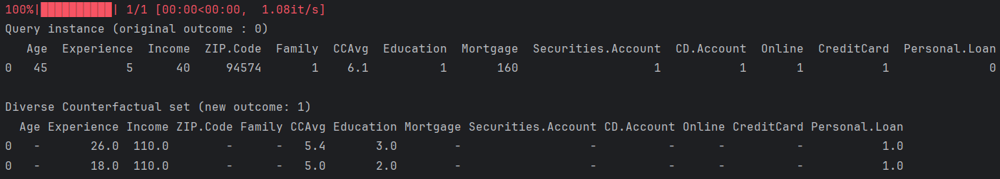 100%|██████████| 1/1 [00:00<00:00,  1.08it/s]
Query instance (original outcome : 0)
   Age  Experience  Income  ZIP.Code  Family  CCAvg  Education  Mortgage  Securities.Account  CD.Account  Online  CreditCard  Personal.Loan
0   45           5      40     94574       1    6.1          1       160                   1           1       1           1              0
Diverse Counterfactual set (new outcome: 1)
  Age Experience Income ZIP.Code Family CCAvg Education Mortgage Securities.Account CD.Account Online CreditCard Personal.Loan
0   -       26.0  110.0        -      -   5.4       3.0        -                  -          -      -          -           1.0
0   -       18.0  110.0        -      -   5.0       2.0        -                  -          -      -          -           1.0